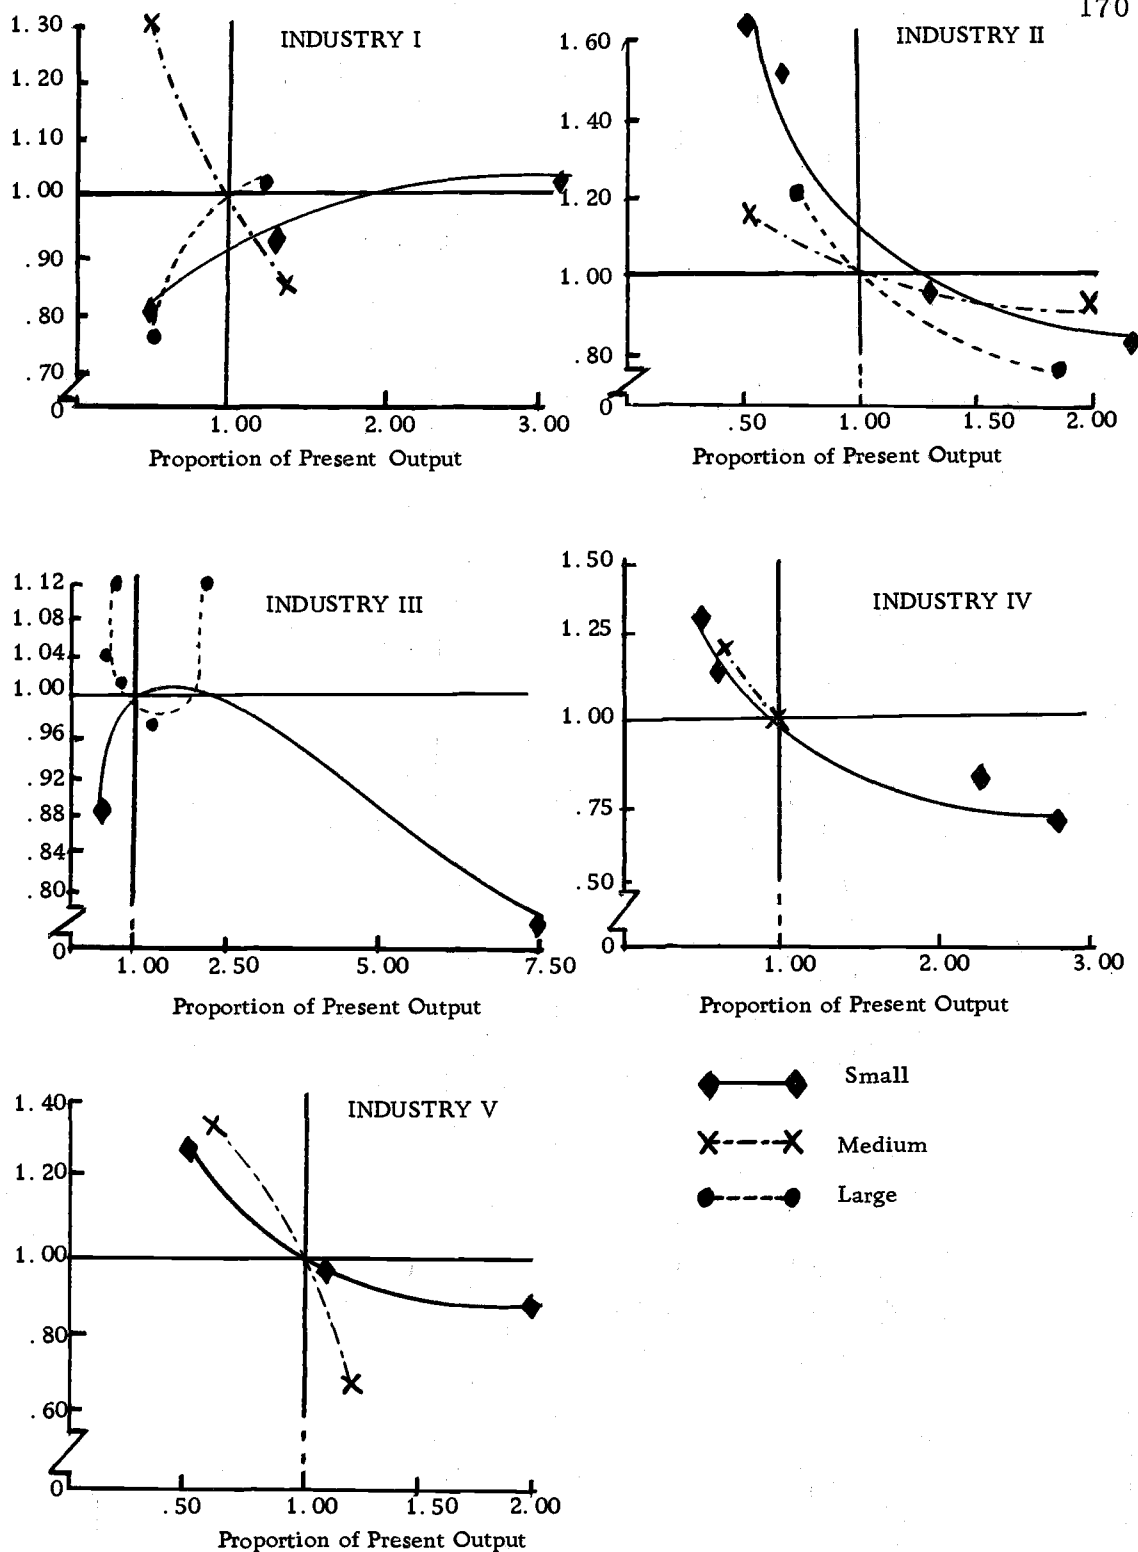 170
INDUSTRY I
1.30
1.20
1.10
1.00
.90
.80
.70
0
1.00 2.00 3.00
Proportion of Present Output
INDUSTRY II
1.60
1.40
1.20
1.00
.80
0
.50 1.00 1.50 2.00
Proportion of Present Output
INDUSTRY III
1.12
1.08
1.04
1.00
.96
.92
.88
.84
.80
0
1.00 2.50 5.00 7.50
Proportion of Present Output
INDUSTRY IV
1.50
1.25
1.00
.75
.50
0
1.00 2.00 3.00
Proportion of Present Output
Small
Medium
Large
INDUSTRY V
1.40
1.20
1.00
.80
.60
0
.50 1.00 1.50 2.00
Proportion of Present Output